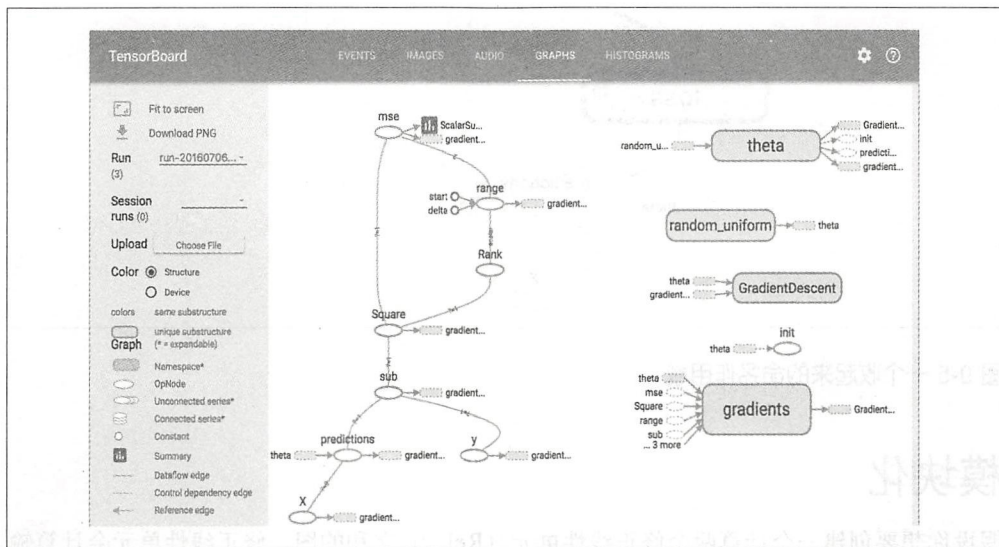 TensorBoard
EVENTS
IMAGES
AUDIO
GRAPHS
HISTOGRAMS
Fit to screen
Download PNG
Run
run-20160706...
(3)
Session
runs (0)
Upload
Choose File
Color
Structure
Device
colors
same substructure
unique substructure
Graph
(* = expandable)
Namespace*
OpNode
Unconnected series*
Connected series*
Constant
Summary
Dataflow edge
Control dependency edge
Reference edge
mse
ScalarSu...
gradient...
range
start
delta
gradient...
Rank
Square
gradient...
sub
gradient...
predictions
theta
gradient...
y
gradient...
X
gradient...
theta
random_u...
Gradient...
init
predicti...
gradient...
random_uniform
theta
theta
gradient...
GradientDescent
init
theta
theta
mse
Square
range
sub
... 3 more
gradients
Gradient...